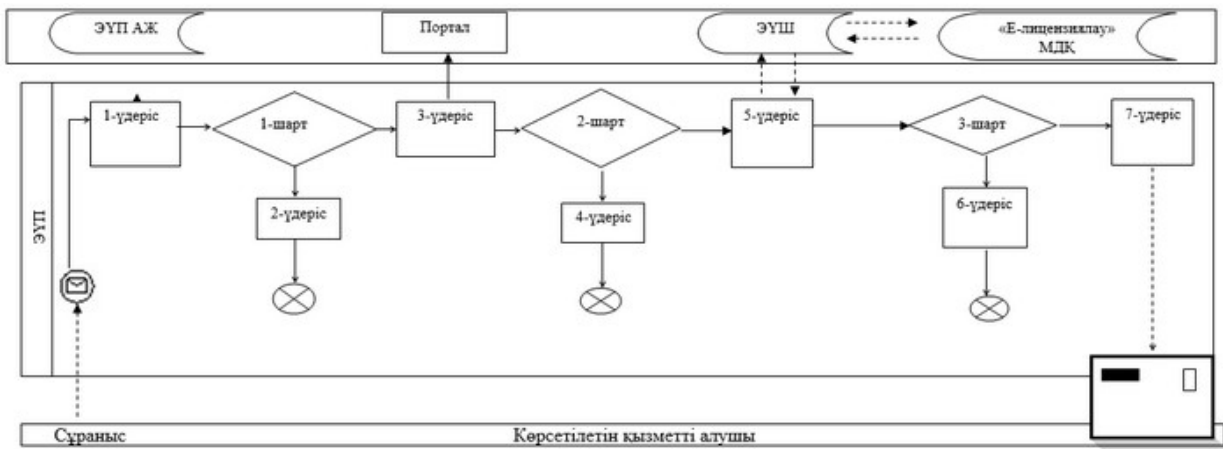 ЭҮП АЖ
Портал
ЭҮШ
«Е-лицензиялау»
МДҚ
ЭҮП
1-үдеріс
1-шарт
3-үдеріс
2-шарт
5-үдеріс
3-шарт
7-үдеріс
2-үдеріс
4-үдеріс
6-үдеріс
Сұраныс
Көрсетілетін қызметті алушы